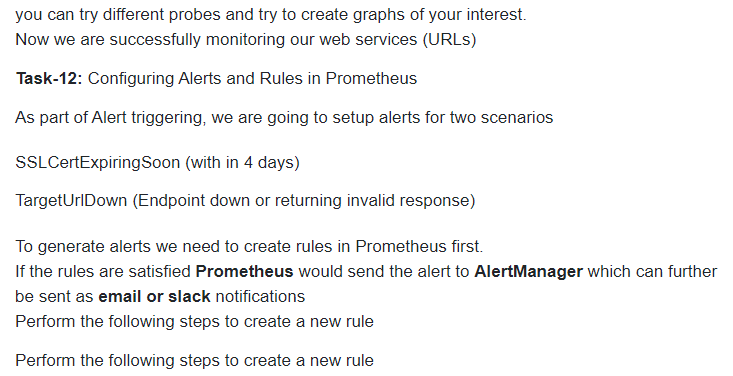 you can try different probes and try to create graphs of your interest.
Now we are successfully monitoring our web services (URLs)
Task-12: Configuring Alerts and Rules in Prometheus
As part of Alert triggering, we are going to setup alerts for two scenarios
SSLCertExpiringSoon (with in 4 days)
TargetUrlDown (Endpoint down or returning invalid response)
To generate alerts we need to create rules in Prometheus first.
If the rules are satisfied Prometheus would send the alert to AlertManager which can further
be sent as email or slack notifications
Perform the following steps to create a new rule
Perform the following steps to create a new rule